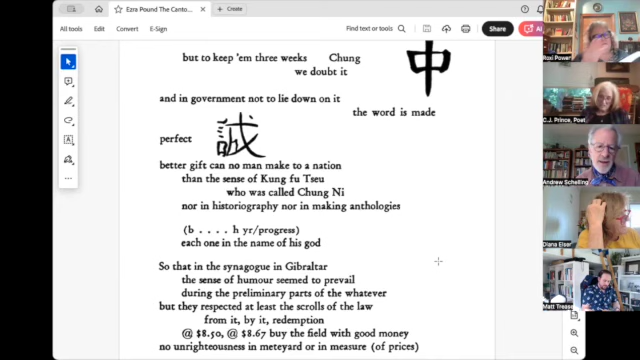 Ezra Pound The Canto...
+ Create
All tools
Edit
Convert
E-Sign
Find text or tools
Share
but to keep 'em three weeks Chung
we doubt it
中
and in government not to lie down on it
the word is made
perfect 誠
better gift can no man make to a nation
than the sense of Kung fu Tseu
who was called Chung Ni
nor in historiography nor in making anthologies
(b . . . . h yr/progress)
each one in the name of his god
So that in the synagogue in Gibraltar
the sense of humour seemed to prevail
during the preliminary parts of the whatever
but they respected at least the scrolls of the law
from it, by it, redemption
@ $8.50, @ $8.67 buy the field with good money
no unrighteousness in meteyard or in measure (of prices)
Roxi Power
C.J. Prince, Poet
Andrew Schelling
Diana Elser